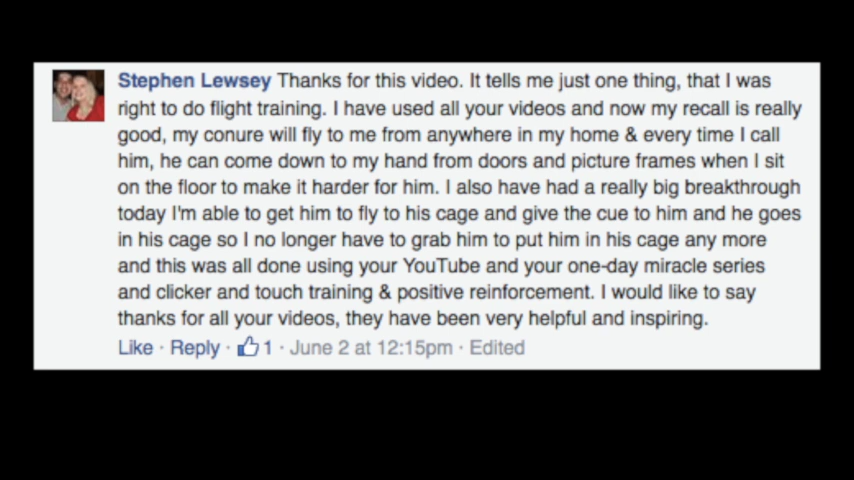 Stephen Lewsey Thanks for this video. It tells me just one thing, that I was
right to do flight training. I have used all your videos and now my recall is really
good, my conure will fly to me from anywhere in my home & every time I call
him, he can come down to my hand from doors and picture frames when I sit
on the floor to make it harder for him. I also have had a really big breakthrough
today I'm able to get him to fly to his cage and give the cue to him and he goes
in his cage so I no longer have to grab him to put him in his cage any more
and this was all done using your YouTube and your one-day miracle series
and clicker and touch training & positive reinforcement. I would like to say
thanks for all your videos, they have been very helpful and inspiring.
Like · Reply · 1 · June 2 at 12:15pm · Edited